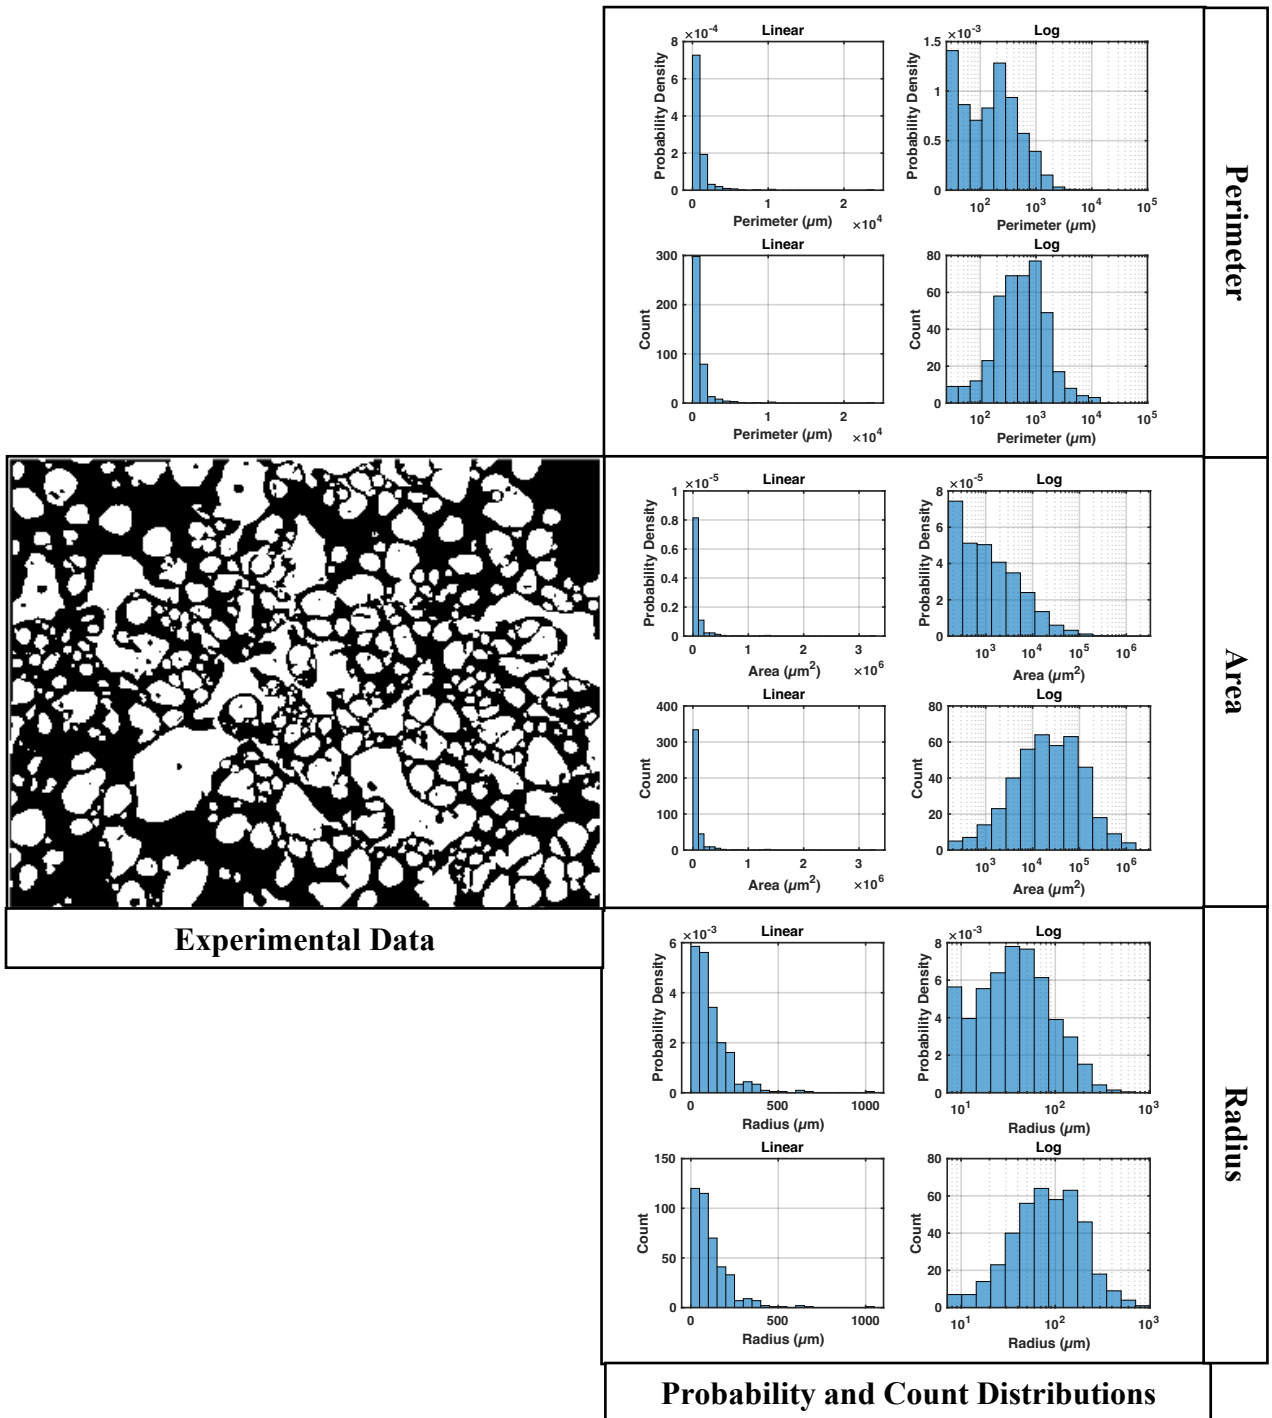 Linear
×10⁻⁴
Probability Density
8
6
4
2
0
0 1 2
Perimeter (μm) ×10⁴
Log
×10⁻³
Probability Density
1.5
1
0.5
0
10² 10³ 10⁴ 10⁵
Perimeter (μm)
Linear
Count
300
200
100
0
0 1 2
Perimeter (μm) ×10⁴
Log
Count
80
60
40
20
0
10² 10³ 10⁴ 10⁵
Perimeter (μm)
Perimeter
Linear
×10⁻⁵
Probability Density
1
0.8
0.6
0.4
0.2
0
0 1 2 3
Area (μm²) ×10⁶
Log
×10⁻⁵
Probability Density
8
6
4
2
0
10³ 10⁴ 10⁵ 10⁶
Area (μm²)
Linear
Count
400
300
200
100
0
0 1 2 3
Area (μm²) ×10⁶
Log
Count
80
60
40
20
0
10³ 10⁴ 10⁵ 10⁶
Area (μm²)
Area
Experimental Data
Linear
×10⁻³
Probability Density
6
4
2
0
0 500 1000
Radius (μm)
Log
×10⁻³
Probability Density
8
6
4
2
0
10¹ 10² 10³
Radius (μm)
Linear
Count
150
100
50
0
0 500 1000
Radius (μm)
Log
Count
80
60
40
20
0
10¹ 10² 10³
Radius (μm)
Radius
Probability and Count Distributions